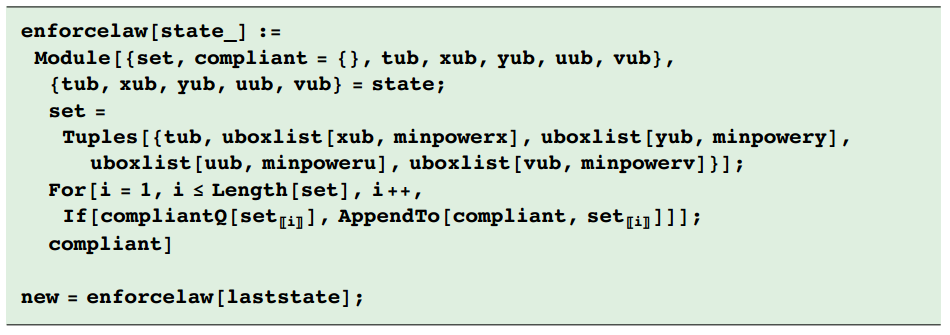 enforcelaw[state_] :=
Module[{set, compliant = {}, tub, xub, yub, uub, vub},
{tub, xub, yub, uub, vub} = state;
set =
Tuples[{tub, uboxlist[xub, minpowerx], uboxlist[yub, minpowery],
uboxlist[uub, minpoweru], uboxlist[vub, minpowerv]}];
For[i = 1, i ≤ Length[set], i++,
If[compliantQ[set〚i〛], AppendTo[compliant, set〚i〛]]];
compliant]
new = enforcelaw[laststate];